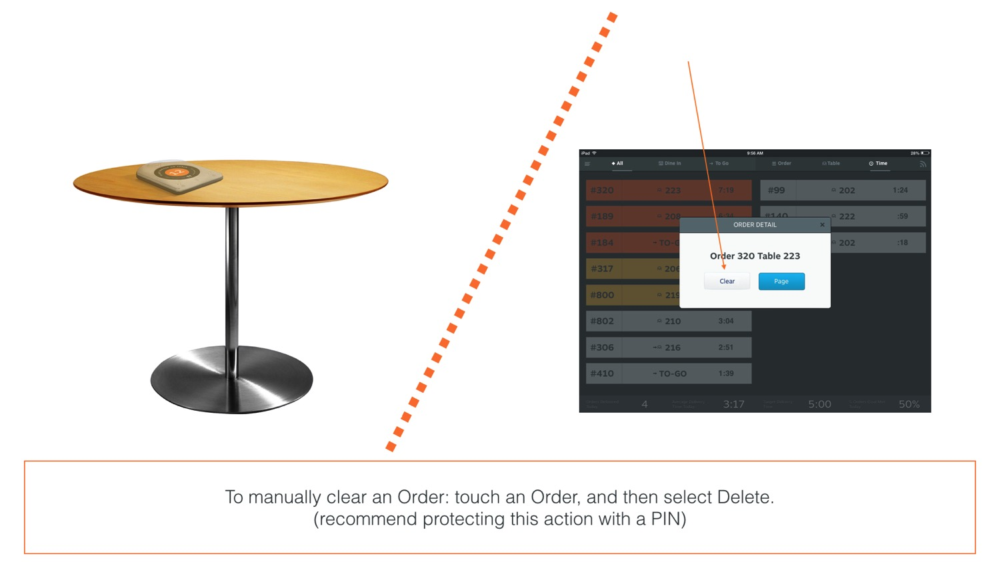 12
iPad
9:56 AM
28%
All
Dine In
To Go
Order
Table
Time
#320 223 7:19
#189 208 6:34
#184 TO-G
#317 206
#800 219
#802 210 3:04
#306 216 2:51
#410 TO-GO 1:39
#99 202 1:24
#140 222 :59
202 :18
ORDER DETAIL
Order 320 Table 223
Clear
Page
4
3:17
5:00
50%
To manually clear an Order: touch an Order, and then select Delete.
(recommend protecting this action with a PIN)